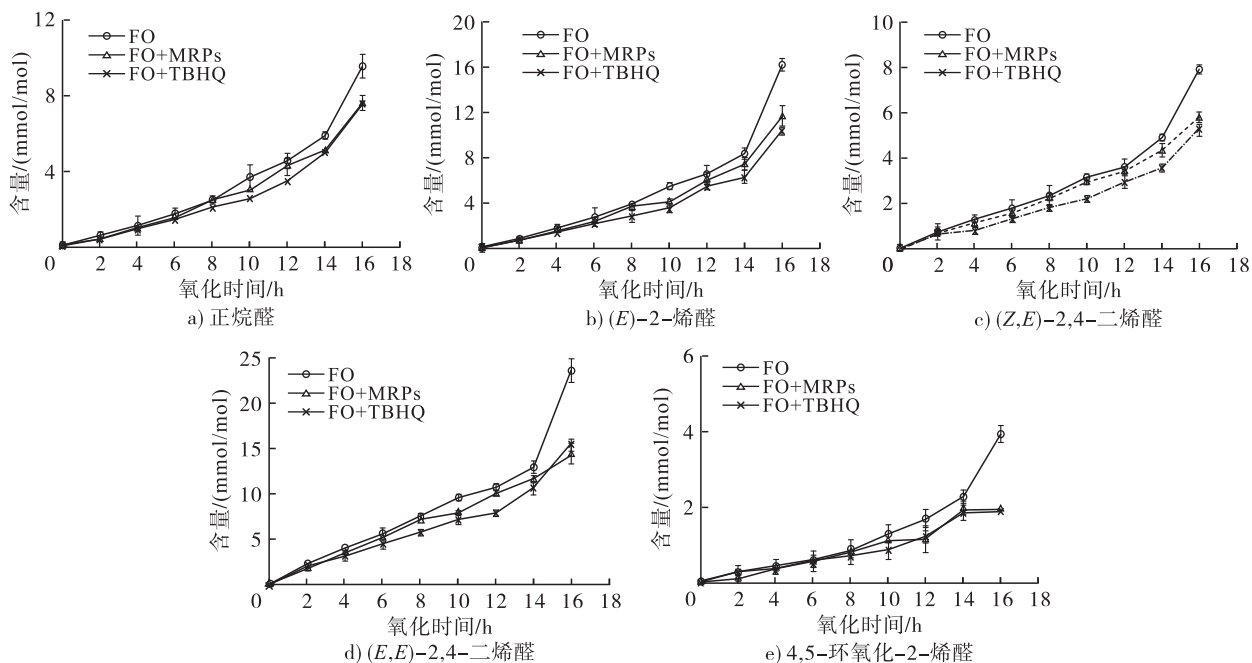 12
8
4
FO
FO+MRPs
FO+TBHQ
含量/(mmol/mol)
0 2 4 6 8 10 12 14 16 18
氧化时间/h
a) 正烷醛
20
16
12
8
4
FO
FO+MRPs
FO+TBHQ
含量/(mmol/mol)
0 2 4 6 8 10 12 14 16 18
氧化时间/h
b) (E)-2-烯醛
10
8
6
4
2
0
FO
FO+MRPs
FO+TBHQ
含量/(mmol/mol)
0 2 4 6 8 10 12 14 16 18
氧化时间/h
c) (Z,E)-2,4-二烯醛
25
20
15
10
5
FO
FO+MRPs
FO+TBHQ
含量/(mmol/mol)
0 2 4 6 8 10 12 14 16 18
氧化时间/h
d) (E,E)-2,4-二烯醛
6
4
2
FO
FO+MRPs
FO+TBHQ
含量/(mmol/mol)
0 2 4 6 8 10 12 14 16 18
氧化时间/h
e) 4,5-环氧化-2-烯醛